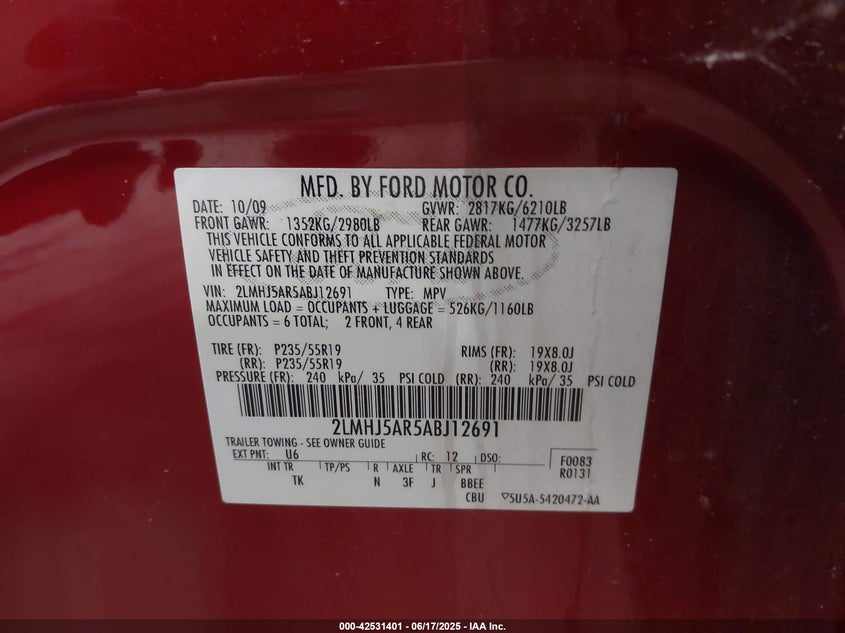 MFD. BY FORD MOTOR CO.
DATE: 10/09 GVWR: 2817KG/6210LB
FRONT GAWR: 1352KG/2980LB REAR GAWR: 1477KG/3257LB
THIS VEHICLE CONFORMS TO ALL APPLICABLE FEDERAL MOTOR
VEHICLE SAFETY AND THEFT PREVENTION STANDARDS
IN EFFECT ON THE DATE OF MANUFACTURE SHOWN ABOVE.
VIN: 2LMHJ5AR5ABJ12691 TYPE: MPV
MAXIMUM LOAD = OCCUPANTS + LUGGAGE = 526KG/1160LB
OCCUPANTS = 6 TOTAL; 2 FRONT, 4 REAR
TIRE (FR): P235/55R19 RIMS (FR): 19X8.0J
(RR): P235/55R19 (RR): 19X8.0J
PRESSURE (FR): 240 kPa/ 35 PSI COLD (RR): 240 kPa/ 35 PSI COLD
2LMHJ5AR5ABJ12691
TRAILER TOWING - SEE OWNER GUIDE
EXT PNT: U6 RC: 12 DSO: F0083
R0131
INT TR TP/PS R AXLE TR SPR
TK N 3F J BBEE
CBU ▽5U5A-5420472-AA
000-42531401 - 06/17/2025 - IAA Inc.